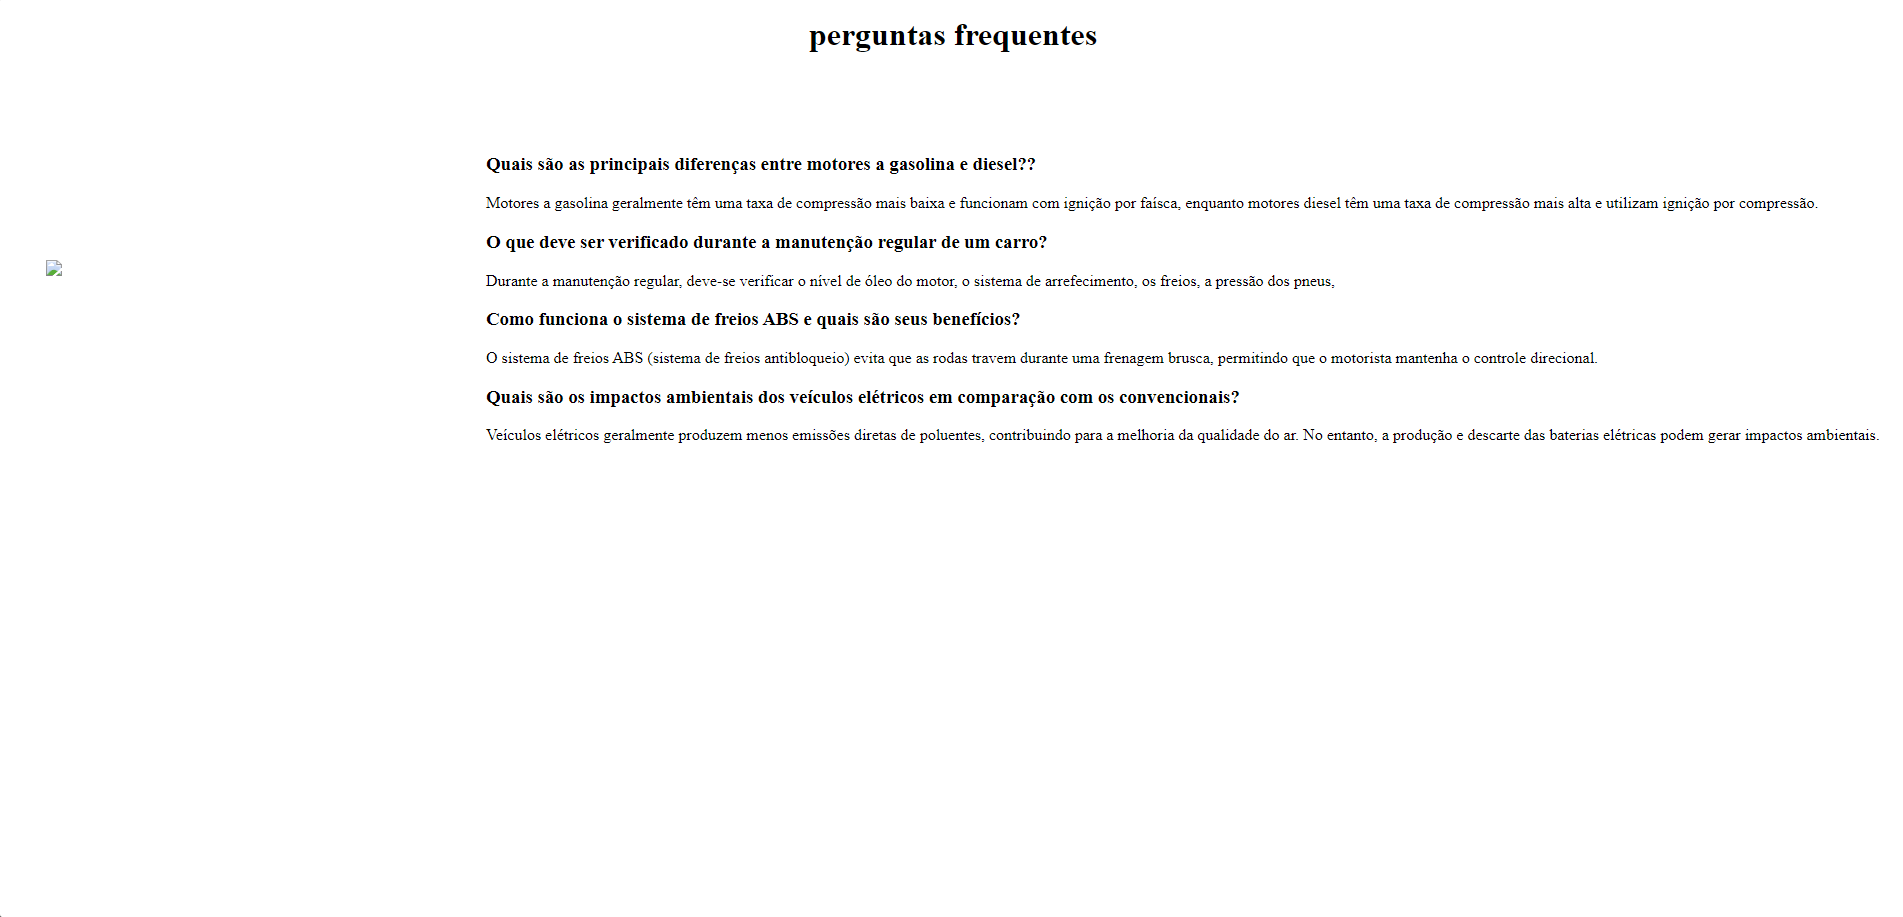 perguntas frequentes
Quais são as principais diferenças entre motores a gasolina e diesel??
Motores a gasolina geralmente têm uma taxa de compressão mais baixa e funcionam com ignição por faísca, enquanto motores diesel têm uma taxa de compressão mais alta e utilizam ignição por compressão.
O que deve ser verificado durante a manutenção regular de um carro?
Durante a manutenção regular, deve-se verificar o nível de óleo do motor, o sistema de arrefecimento, os freios, a pressão dos pneus,
Como funciona o sistema de freios ABS e quais são seus benefícios?
O sistema de freios ABS (sistema de freios antibloqueio) evita que as rodas travem durante uma frenagem brusca, permitindo que o motorista mantenha o controle direcional.
Quais são os impactos ambientais dos veículos elétricos em comparação com os convencionais?
Veículos elétricos geralmente produzem menos emissões diretas de poluentes, contribuindo para a melhoria da qualidade do ar. No entanto, a produção e descarte das baterias elétricas podem gerar impactos ambientais.